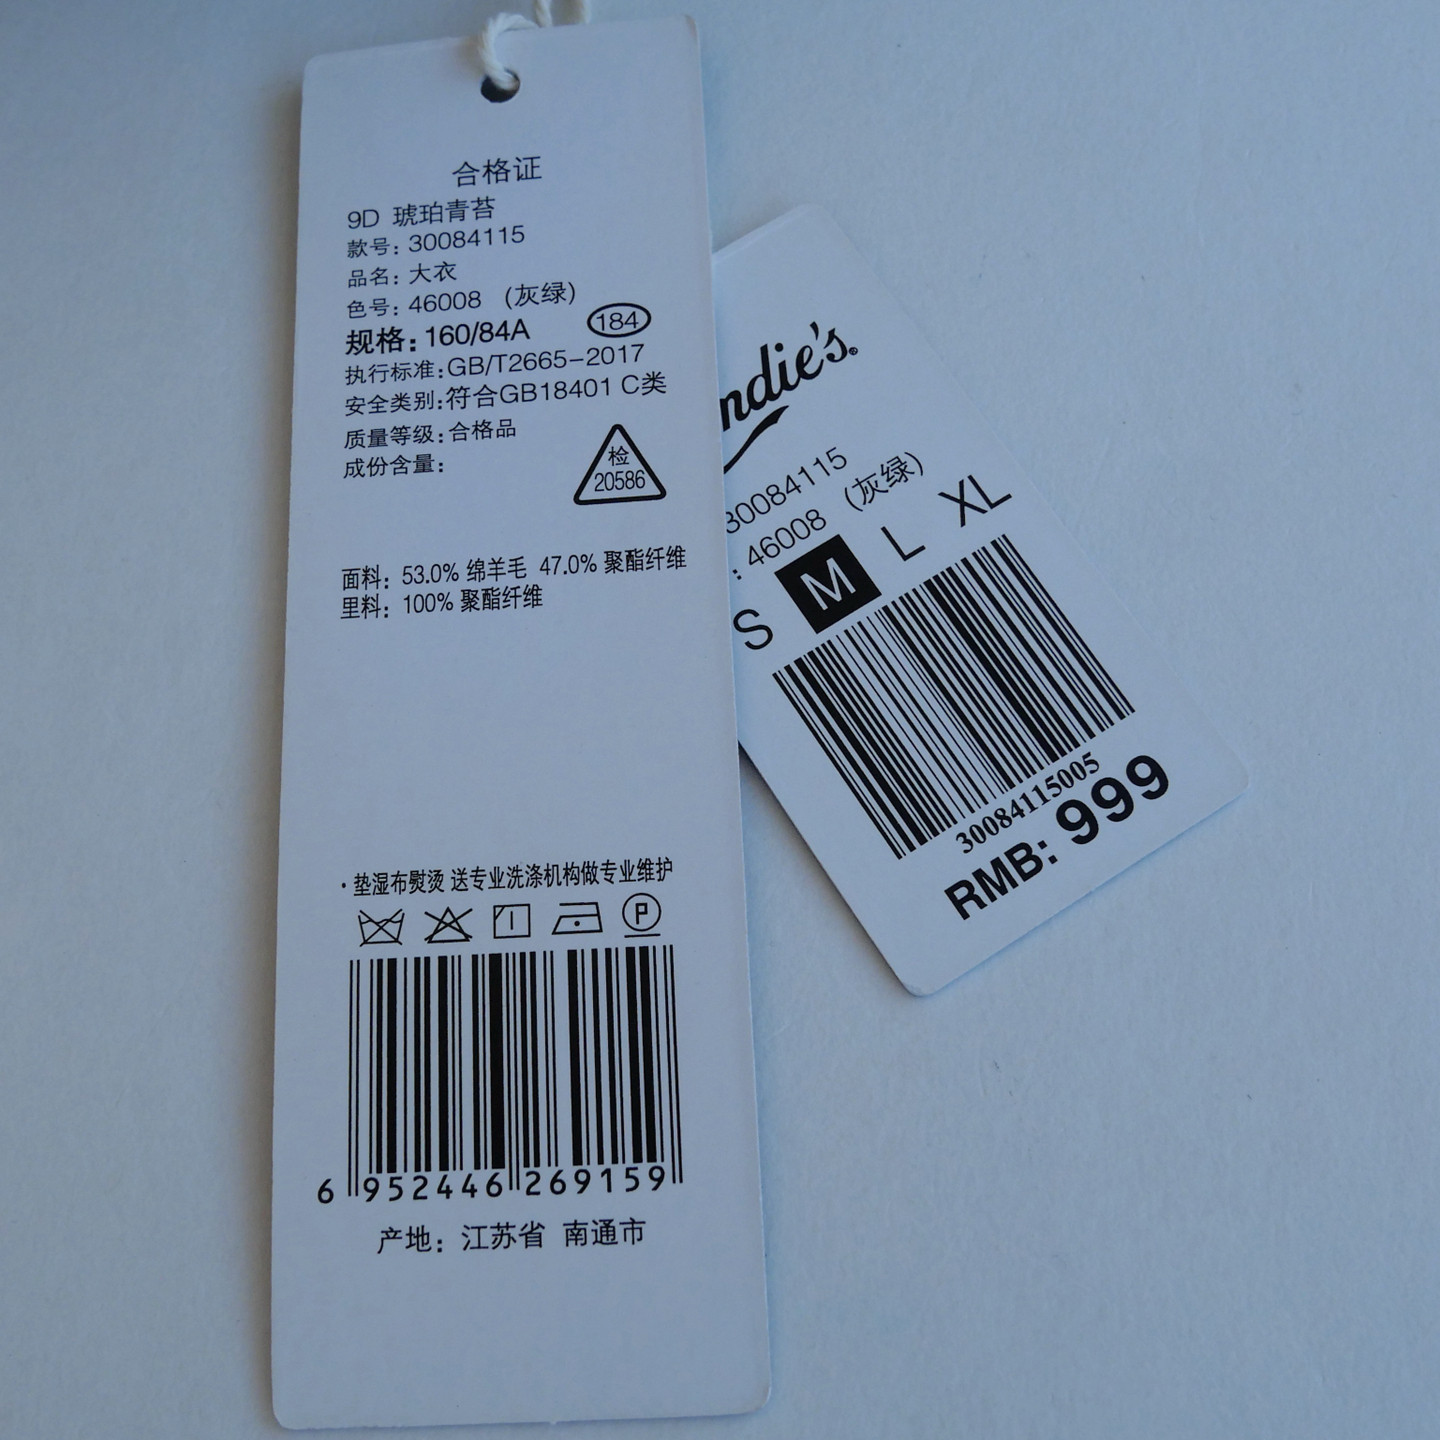 合格证
9D 琥珀青苔
款号: 30084115
品名: 大衣
色号: 46008 (灰绿)
规格: 160/84A 184
执行标准:GB/T2665-2017
安全类别:符合GB18401 C类
质量等级:合格品
成份含量:
检
20586
面料: 53.0% 绵羊毛 47.0% 聚酯纤维
里料: 100% 聚酯纤维
·垫湿布熨烫 送专业洗涤机构做专业维护
P
6 952446 269159
产地: 江苏省 南通市
ndie's
30084115
: 46008 (灰绿)
S M L XL
30084115005
RMB: 999